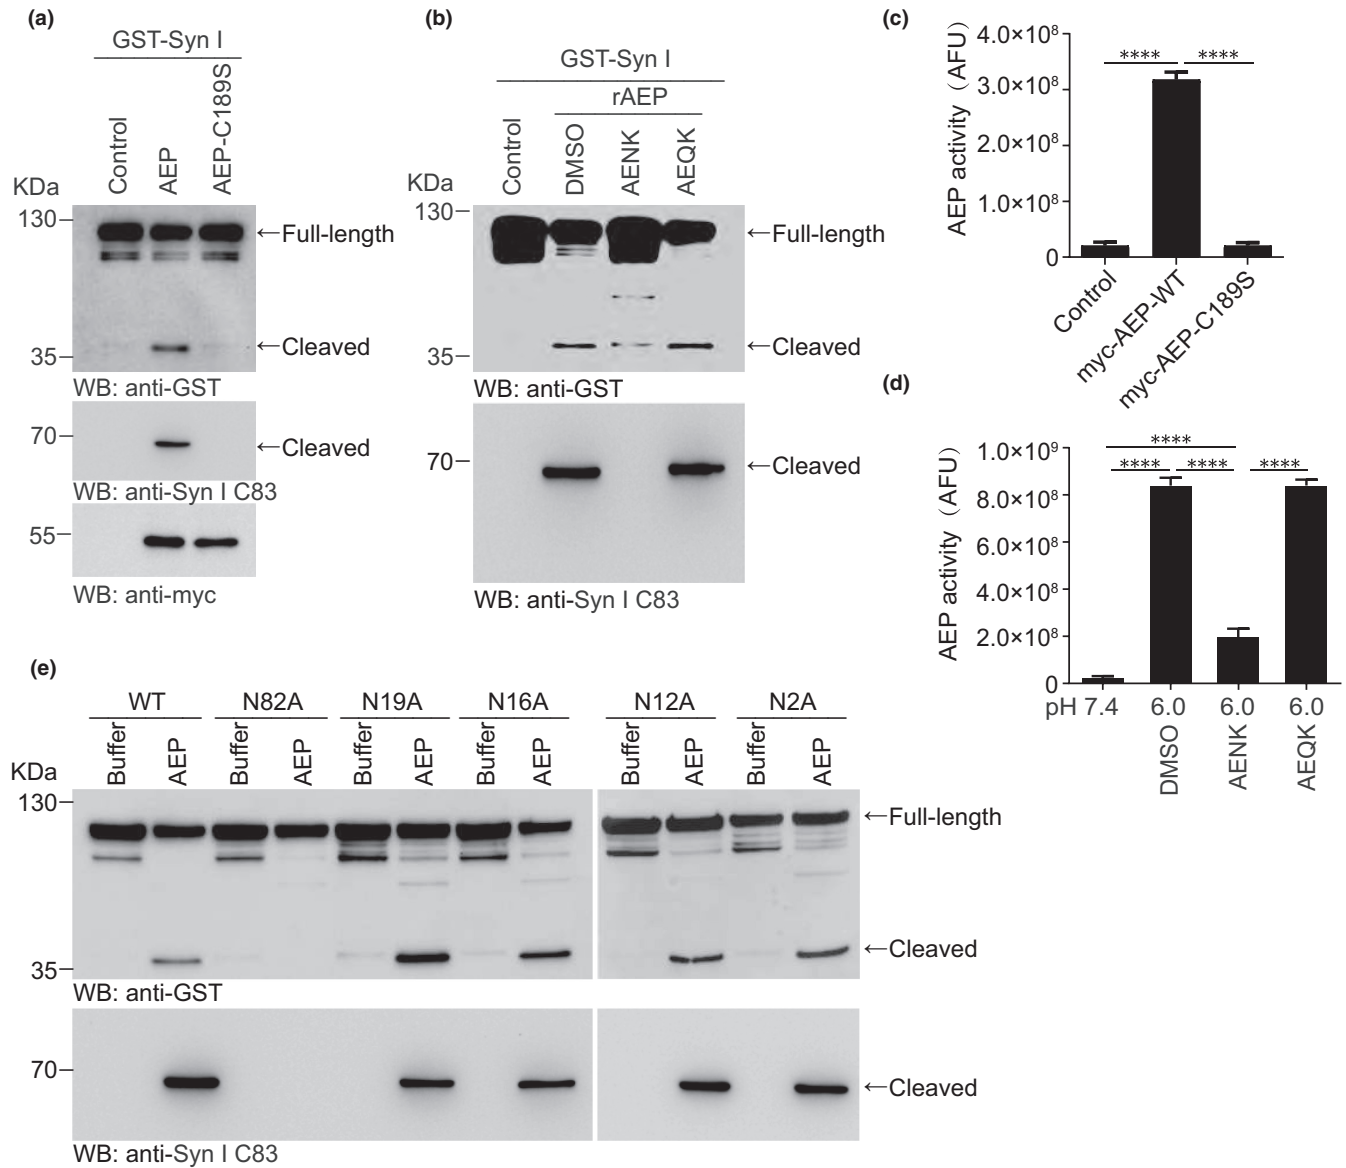 (a)
GST-Syn I
Control
AEP
AEP-C189S
KDa
130
←Full-length
←Cleaved
35
WB: anti-GST
70
←Cleaved
WB: anti-Syn I C83
55
WB: anti-myc
(b)
GST-Syn I
rAEP
Control
DMSO
AENK
AEQK
KDa
130
←Full-length
35
←Cleaved
WB: anti-GST
70
←Cleaved
WB: anti-Syn I C83
(c)
AEP activity (AFU)
4.0×10⁸
3.0×10⁸
2.0×10⁸
1.0×10⁸
0
**** ****
Control
myc-AEP-WT
myc-AEP-C189S
(d)
AEP activity (AFU)
1.0×10⁹
8.0×10⁸
6.0×10⁸
4.0×10⁸
2.0×10⁸
0
****
**** **** ****
pH 7.4 6.0 6.0 6.0
DMSO
AENK
AEQK
(e)
WT N82A N19A N16A N12A N2A
Buffer AEP Buffer AEP Buffer AEP Buffer AEP Buffer AEP Buffer AEP
KDa
130
←Full-length
←Cleaved
35
WB: anti-GST
70
←Cleaved
WB: anti-Syn I C83